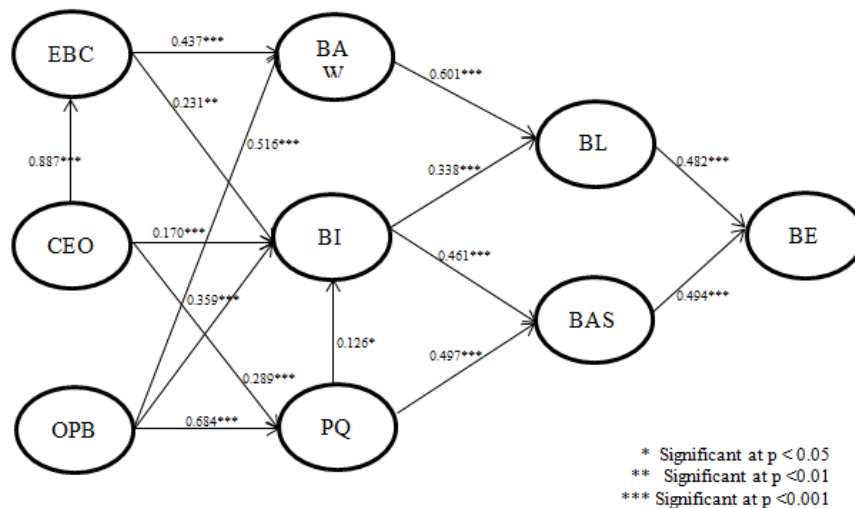 EBC
0.437***
BA
W
0.601***
0.231**
0.516***
BL
0.887***
0.338***
0.482***
CEO
0.170***
BI
BE
0.461***
0.359***
BAS
0.494***
0.126*
0.497***
0.289***
OPB
0.684***
PQ
* Significant at p < 0.05
** Significant at p <0.01
*** Significant at p <0.001